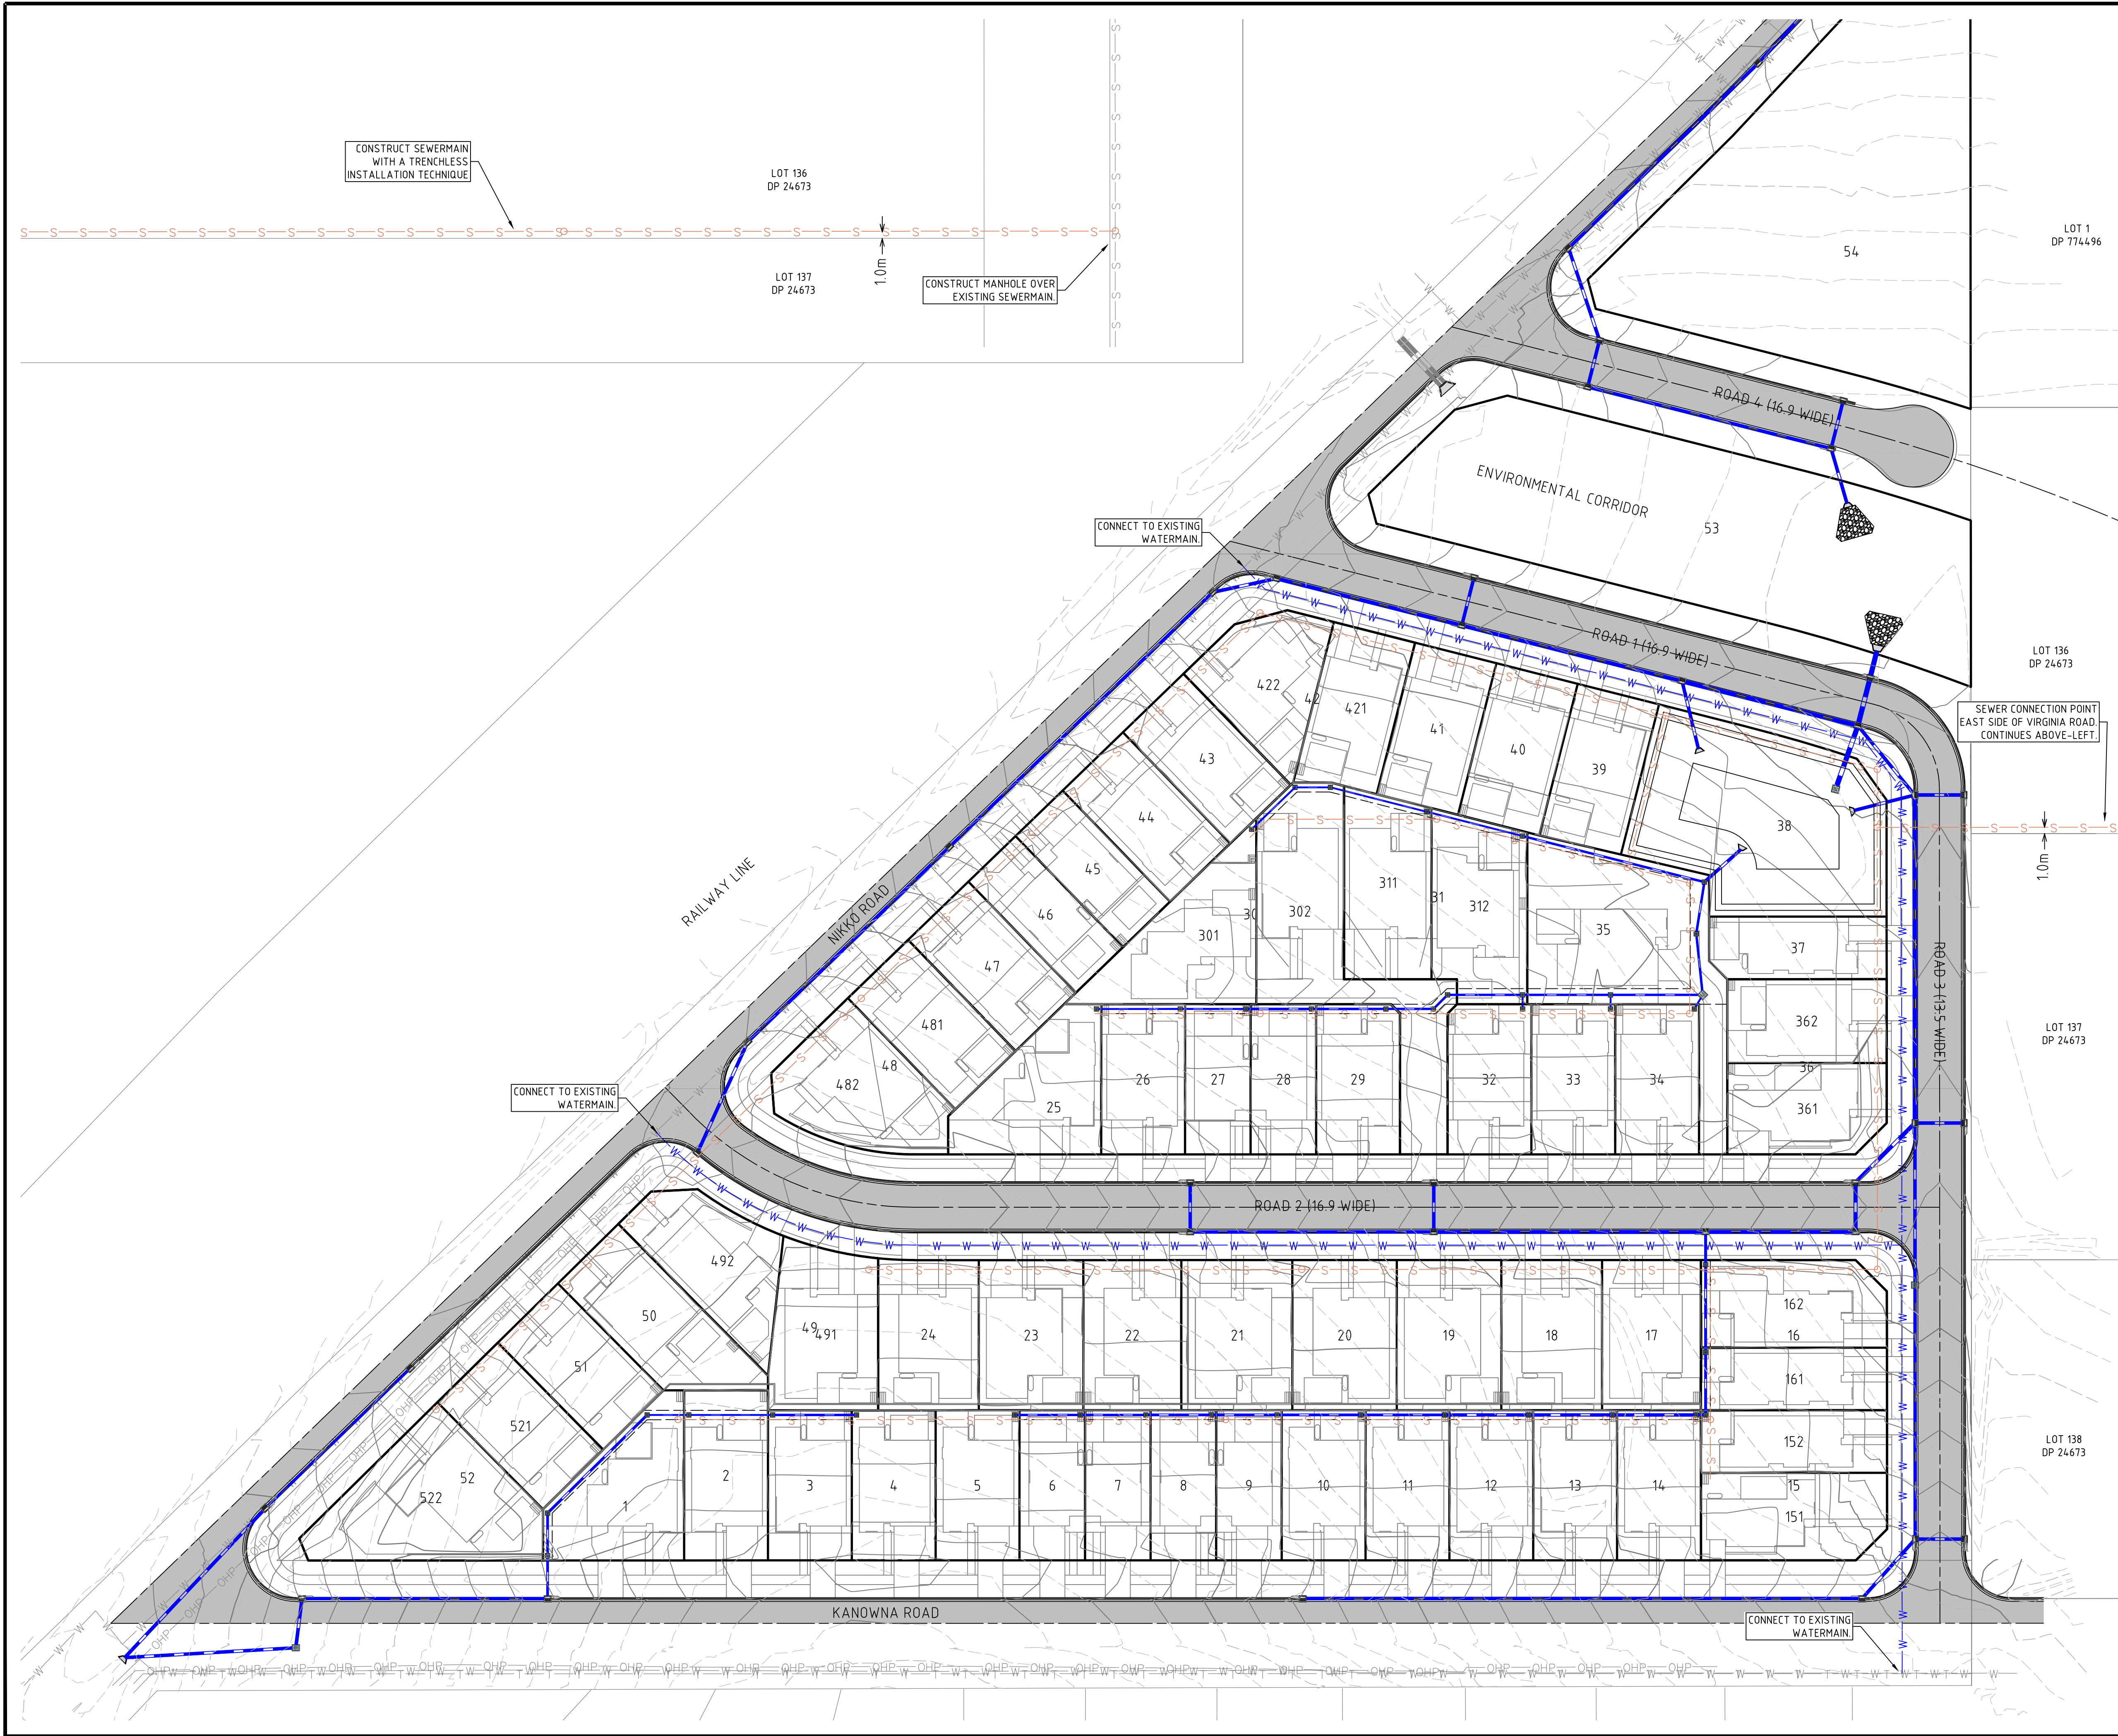 CONSTRUCT SEWERMAIN
WITH A TRENCHLESS
INSTALLATION TECHNIQUE
LOT 136
DP 24673
LOT 137
DP 24673
1.0m
CONSTRUCT MANHOLE OVER
EXISTING SEWERMAIN.
54
LOT 1
DP 774496
ROAD 4 (16.9 WIDE)
ENVIRONMENTAL CORRIDOR
53
CONNECT TO EXISTING
WATERMAIN.
ROAD 1 (16.9 WIDE)
LOT 136
DP 24673
SEWER CONNECTION POINT
EAST SIDE OF VIRGINIA ROAD.
CONTINUES ABOVE-LEFT.
1.0m
422
42
421
41
40
39
38
43
44
45
46
47
481
48
482
RAILWAY LINE
NIKKO ROAD
301
30
302
311
31
312
35
37
362
36
361
ROAD 3 (13.5 WIDE)
LOT 137
DP 24673
25
26
27
28
29
32
33
34
CONNECT TO EXISTING
WATERMAIN.
ROAD 2 (16.9 WIDE)
492
50
51
521
52
522
49
491
24
23
22
21
20
19
18
17
162
16
161
152
15
151
LOT 138
DP 24673
1
2
3
4
5
6
7
8
9
10
11
12
13
14
KANOWNA ROAD
CONNECT TO EXISTING
WATERMAIN.